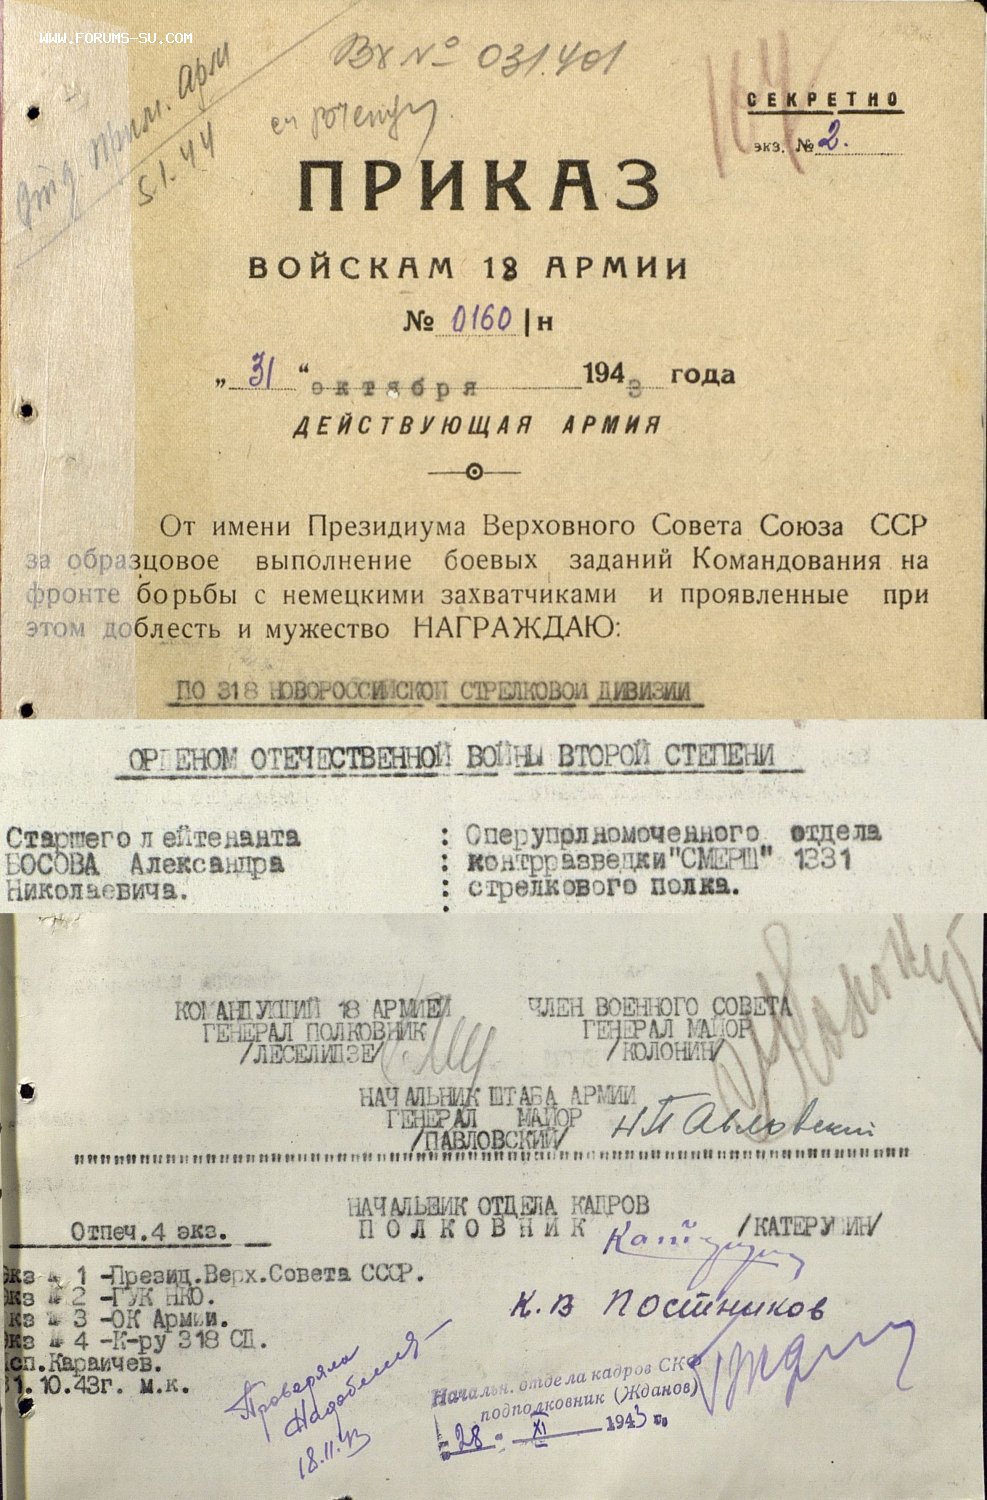 WWW.FORUMS-SU.COM
Вх № 031401
5.1.44
164
СЕКРЕТНО
экз. № 2.
ПРИКАЗ
ВОЙСКАМ 18 АРМИИ
№ 0160 |н
„ 31 “ октября 1943 года
ДЕЙСТВУЮЩАЯ АРМИЯ
От имени Президиума Верховного Совета Союза ССР
за образцовое выполнение боевых заданий Командования на
фронте борьбы с немецкими захватчиками и проявленные при
этом доблесть и мужество НАГРАЖДАЮ:
ПО 318 НОВОРОССИЙСКОЙ СТРЕЛКОВОЙ ДИВИЗИИ
ОРДЕНОМ ОТЕЧЕСТВЕННОЙ ВОЙНЫ ВТОРОЙ СТЕПЕНИ
Старшего лейтенанта : Оперуполномоченного отдела
БОСОВА Александра : контрразведки "СМЕРШ" 1331
Николаевича. : стрелкового полка.
КОМАНДУЮЩИЙ 18 АРМИЕЙ ЧЛЕН ВОЕННОГО СОВЕТА
ГЕНЕРАЛ ПОЛКОВНИК ГЕНЕРАЛ МАЙОР
/ЛЕСЕЛИДЗЕ/ /КОЛОНИН/
НАЧАЛЬНИК ШТАБА АРМИИ
ГЕНЕРАЛ МАЙОР
/ПАВЛОВСКИЙ/ Н Павловский
НАЧАЛЬНИК ОТДЕЛА КАДРОВ
Отпеч.4 экз. ПОЛКОВНИК /КАТЕРУШИН/
Экз № 1 -Презид.Верх.Совета СССР.
Экз № 2 -ГУК НКО.
Экз № 3 -ОК Армии.
Экз № 4 -К-ру 318 СД.
исп.Караичев.
31.10.43г. м.к.
К.В Постников
Проверяла
18.11.43
Начальн. отдела кадров СКФ
подполковник (Жданов)
„28“ XI 1943 г.